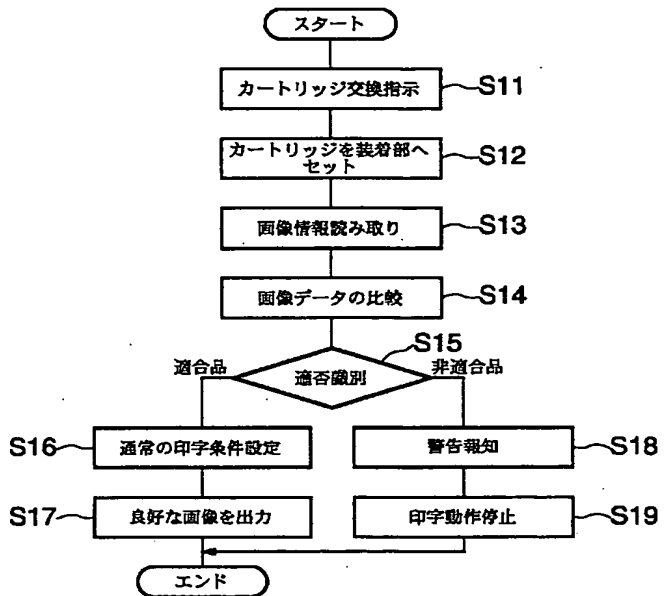 スタート
カートリッジ交換指示
S11
カートリッジを装着部へ
セット
S12
画像情報読み取り
S13
画像データの比較
S14
S15
適合品
適否識別
非適合品
S16
通常の印字条件設定
警告報知
S18
S17
良好な画像を出力
印字動作停止
S19
エンド